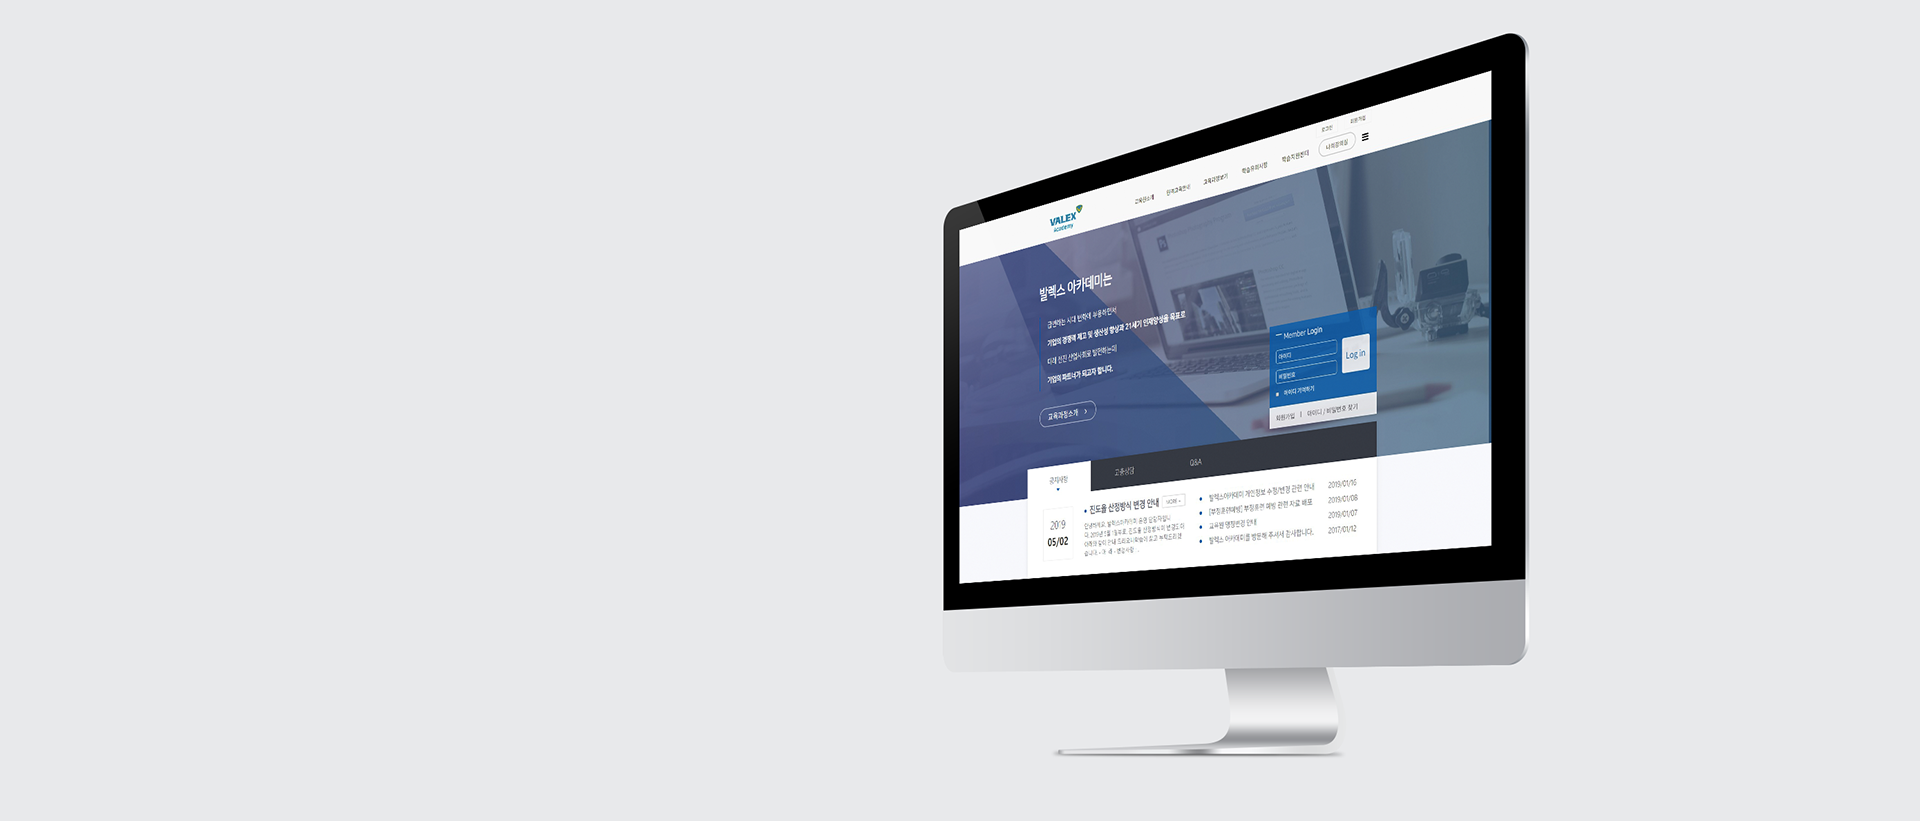 로그인 회원가입
VALEX
academy
교육원소개 원격교육안내 교육과정보기 학습유의사항 학습지원센터 나의강의실
발렉스 아카데미는
급변하는 시대 변화에 부응하면서
기업의 경쟁력 제고 및 생산성 향상과 21세기 인재양성을 목표로
미래 선진 산업사회로 발전하는데
기업의 파트너가 되고자 합니다.
교육과정소개 >
Member Login
아이디
비밀번호
Log in
아이디 기억하기
회원가입 | 아이디 / 비밀번호 찾기
공지사항 고충상담 Q&A
2019
05/02
진도율 산정방식 변경 안내 MORE +
발렉스아카데미 개인정보 수정/변경 관련 안내 2019/01/16
[부정훈련예방] 부정훈련 예방 관련 자료 배포 2019/01/08
교육원 명칭변경 안내 2019/01/07
발렉스 아카데미를 방문해 주셔서 감사합니다. 2017/01/12